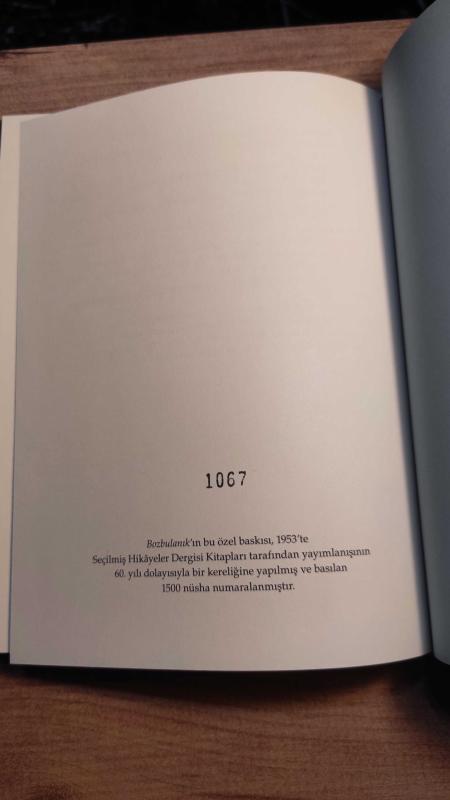 1067
Bozbulanık'ın bu özel baskısı, 1953'te
Seçilmiş Hikâyeler Dergisi Kitapları tarafından yayımlanışının
60. yılı dolayısıyla bir kereliğine yapılmış ve basılan
1500 nüsha numaralanmıştır.